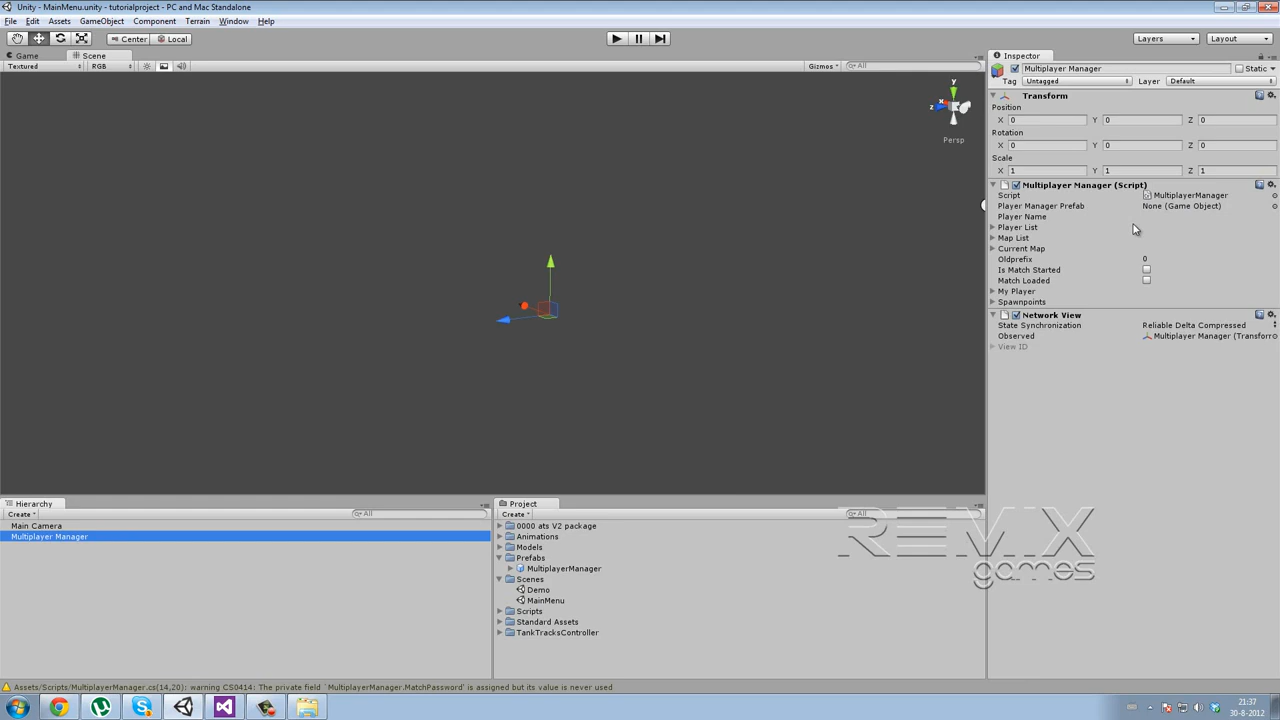 Unity - MainMenu.unity - tutorialproject - PC and Mac Standalone
File Edit Assets GameObject Component Terrain Window Help
Center Local Layers Layout
Game Scene
Textured RGB Gizmos All
y
x
z
Persp
Inspector
Multiplayer Manager Static
Tag Untagged Layer Default
Transform
Position
X 0 Y 0 Z 0
Rotation
X 0 Y 0 Z 0
Scale
X 1 Y 1 Z 1
Multiplayer Manager (Script)
Script MultiplayerManager
Player Manager Prefab None (Game Object)
Player Name
Player List
Map List
Current Map
Oldprefix 0
Is Match Started
Match Loaded
My Player
Spawnpoints
Network View
State Synchronization Reliable Delta Compressed
Observed Multiplayer Manager (Transfor
View ID
Hierarchy
Create All
Main Camera
Multiplayer Manager
Project
Create All
0000 ats V2 package
Animations
Models
Prefabs
MultiplayerManager
Scenes
Demo
MainMenu
Scripts
Standard Assets
TankTracksController
REMIX
games
Assets/Scripts/MultiplayerManager.cs(14,20): warning CS0414: The private field `MultiplayerManager.MatchPassword' is assigned but its value is never used
21:37
30-8-2012